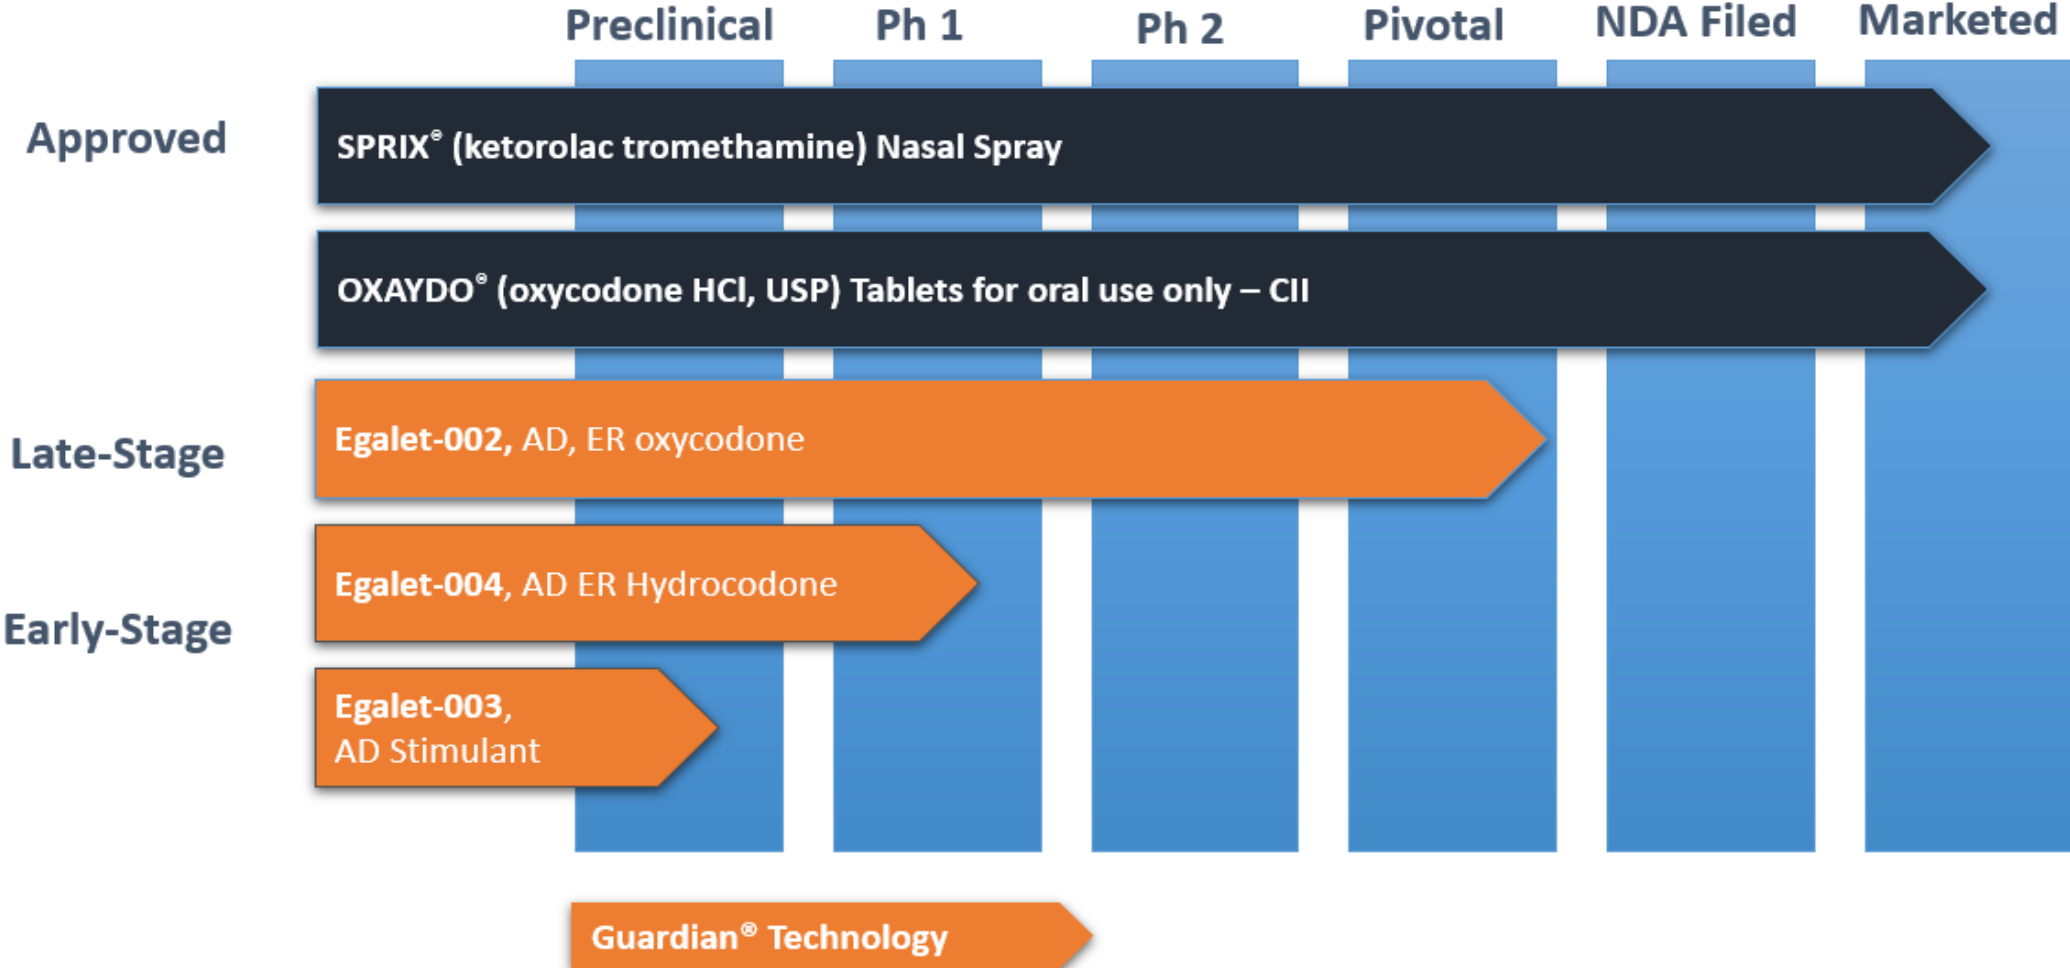 Preclinical Ph 1 Ph 2 Pivotal NDA Filed Marketed
Approved
SPRIX® (ketorolac tromethamine) Nasal Spray
OXAYDO® (oxycodone HCl, USP) Tablets for oral use only – CII
Late-Stage
Egalet-002, AD, ER oxycodone
Early-Stage
Egalet-004, AD ER Hydrocodone
Egalet-003,
AD Stimulant
Guardian® Technology